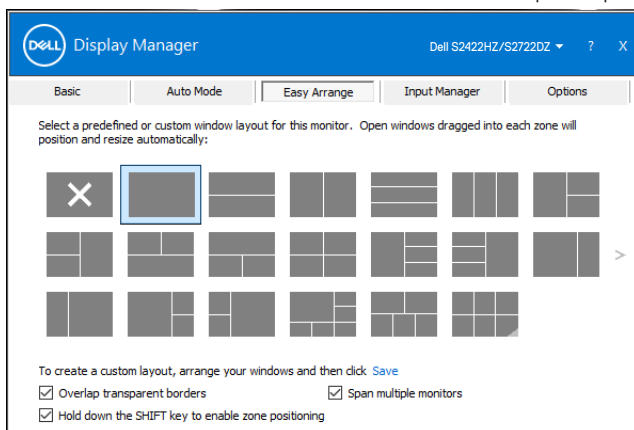 DELL Display Manager
Dell S2422HZ/S2722DZ ? X
Basic Auto Mode Easy Arrange Input Manager Options
Select a predefined or custom window layout for this monitor. Open windows dragged into each zone will
position and resize automatically:
>
To create a custom layout, arrange your windows and then click Save
Overlap transparent borders
Span multiple monitors
Hold down the SHIFT key to enable zone positioning